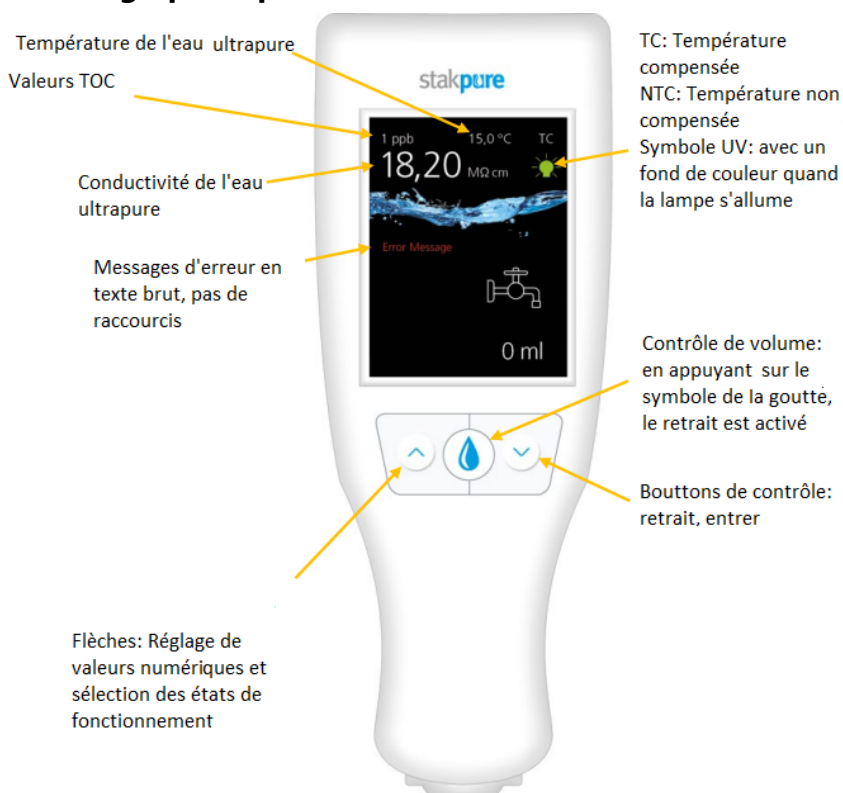 Température de l'eau ultrapure
Valeurs TOC
Conductivité de l'eau
ultrapure
Messages d'erreur en
texte brut, pas de
raccourcis
Flèches: Réglage de
valeurs numériques et
sélection des états de
fonctionnement
stakpure
1 ppb 15,0 °C TC
18,20 MΩ cm
Error Message
0 ml
TC: Température
compensée
NTC: Température non
compensée
Symbole UV: avec un
fond de couleur quand
la lampe s'allume
Contrôle de volume:
en appuyant sur le
symbole de la goutte,
le retrait est activé
Bouttons de contrôle:
retrait, entrer